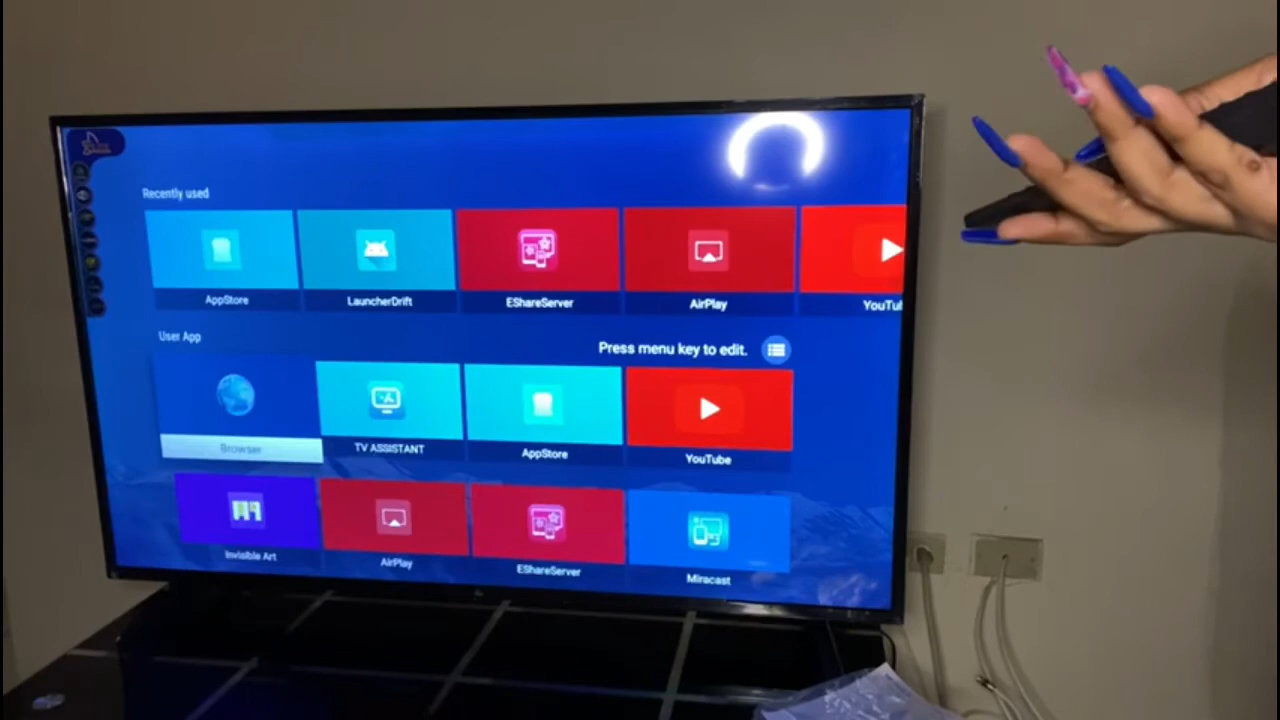 Recently used
AppStore
LauncherDrift
EShareServer
AirPlay
YouTu
User App
Press menu key to edit.
Browser
TV ASSISTANT
AppStore
YouTube
Invisible Art
AirPlay
EShareServer
Miracast